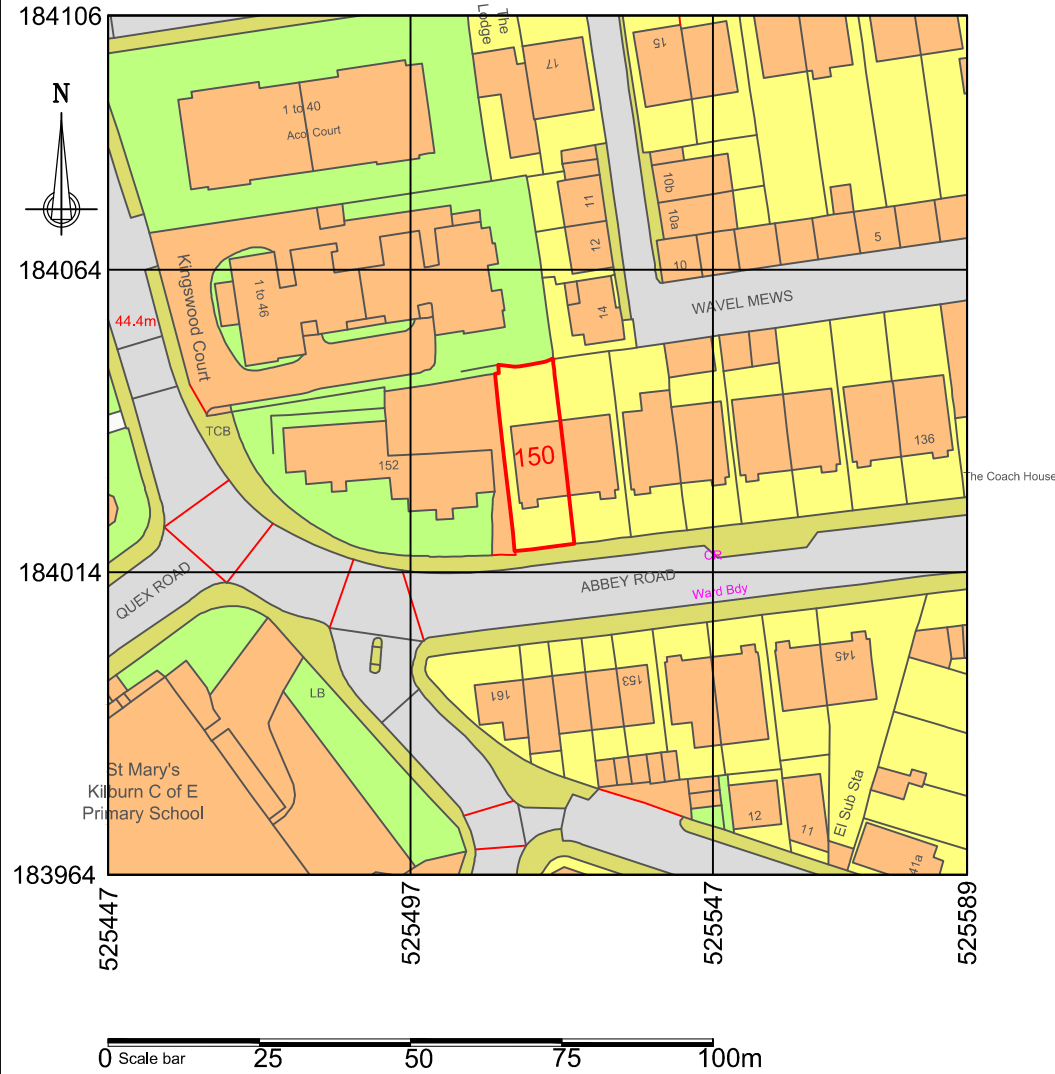 184106
The
Lodge
17
15
N
1 to 40
Acol Court
10b
10a
11
12
5
10
184064
Kingswood Court
1 to 46
44.4m
14
WAVEL MEWS
TCB
152
150
136
The Coach House
184014
QUEX ROAD
ABBEY ROAD
CR
Ward Bdy
161
153
145
LB
St Mary's
Kilburn C of E
Primary School
12
11
El Sub Sta
41a
183964
525447
525497
525547
525589
0 Scale bar 25 50 75 100m